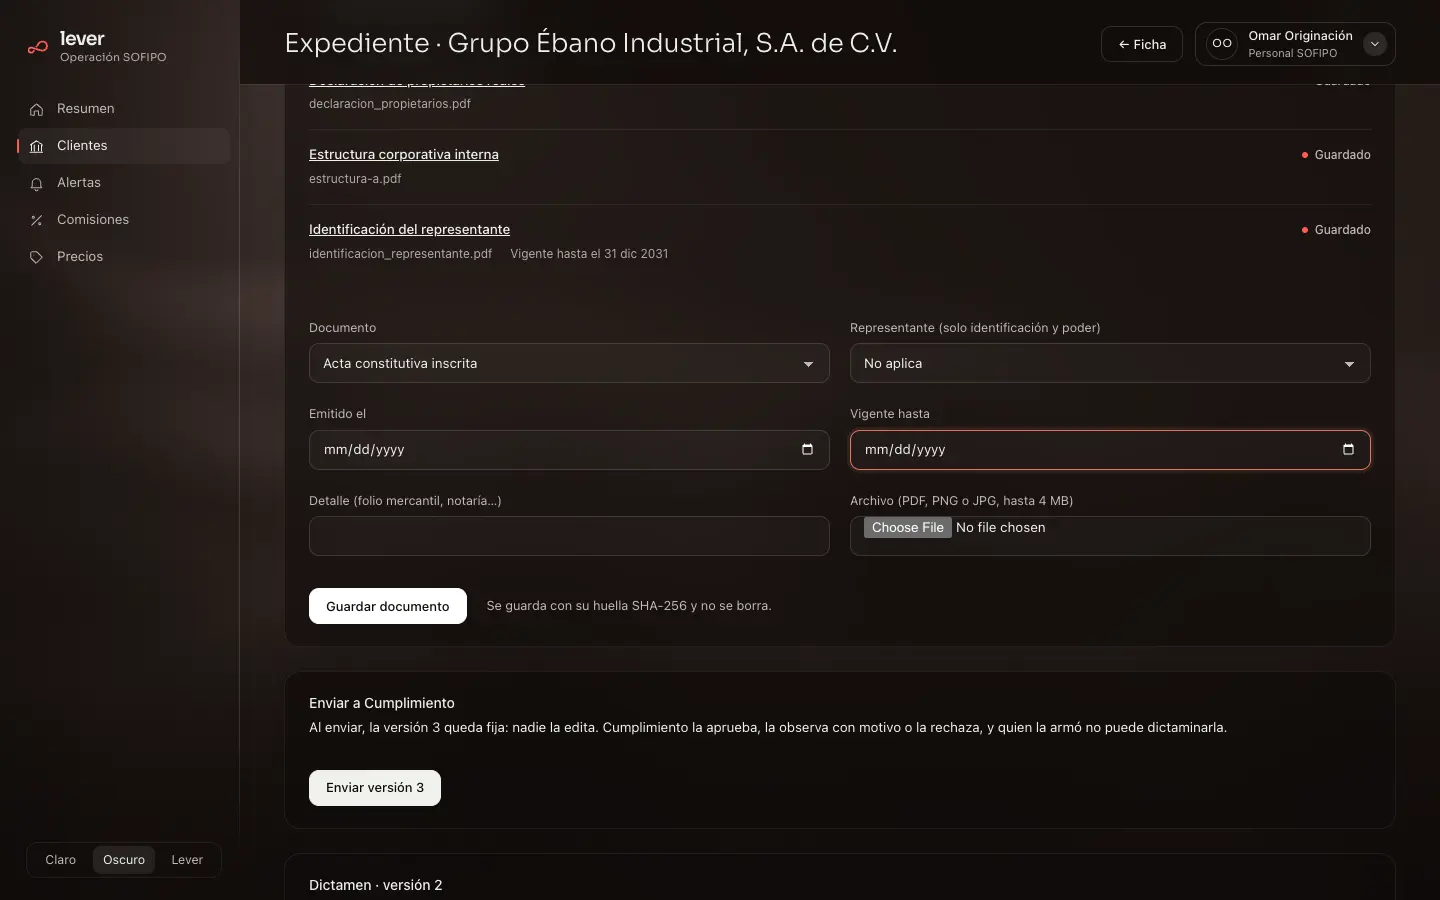 lever
Operación SOFIPO
Resumen
Clientes
Alertas
Comisiones
Precios
Claro
Oscuro
Lever
Expediente · Grupo Ébano Industrial, S.A. de C.V.
← Ficha
OO
Omar Originación
Personal SOFIPO
Declaración de propietarios reales
Guardado
declaracion_propietarios.pdf
Estructura corporativa interna
Guardado
estructura-a.pdf
Identificación del representante
Guardado
identificacion_representante.pdf
Vigente hasta el 31 dic 2031
Documento
Representante (solo identificación y poder)
Acta constitutiva inscrita
No aplica
Emitido el
Vigente hasta
mm/dd/yyyy
mm/dd/yyyy
Detalle (folio mercantil, notaría...)
Archivo (PDF, PNG o JPG, hasta 4 MB)
Choose File No file chosen
Guardar documento
Se guarda con su huella SHA-256 y no se borra.
Enviar a Cumplimiento
Al enviar, la versión 3 queda fija: nadie la edita. Cumplimiento la aprueba, la observa con motivo o la rechaza, y quien la armó no puede dictaminarla.
Enviar versión 3
Dictamen · versión 2